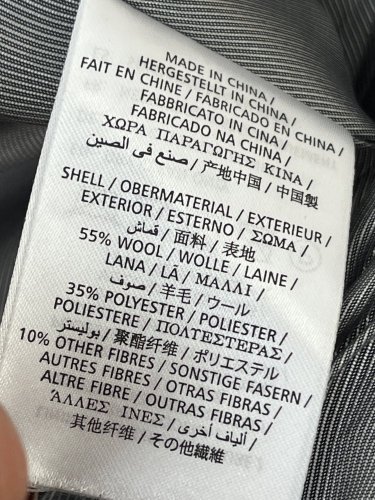 MADE IN CHINA /
HERGESTELLT IN CHINA /
FAIT EN CHINE / FABRICADO EN CHINA /
FABBRICATO IN CINA /
FABRICADO NA CHINA /
ΧΩΡΑ ΠΑΡΑΓΩΓΗΣ ΚΙΝΑ /
صنع في الصين / 产地中国 / 中国製
SHELL / OBERMATERIAL / EXTERIEUR /
EXTERIOR / ESTERNO / ΣΩΜΑ /
قماش / 面料 / 表地
55% WOOL / WOLLE / LAINE /
LANA / LÃ / ΜΑΛΛΙ /
صوف / 羊毛 / ウール
35% POLYESTER / POLIESTER /
POLIESTERE / ΠΟΛΤΕΣΤΕΡΑΣ /
بوليستر / 聚酯纤维 / ポリエステル
10% OTHER FIBRES / SONSTIGE FASERN /
AUTRES FIBRES / OTRAS FIBRAS /
ALTRE FIBRE / OUTRAS FIBRAS /
ΆΛΛΕΣ ΙΝΕΣ / ألياف أخرى /
其他纤维 / その他繊維